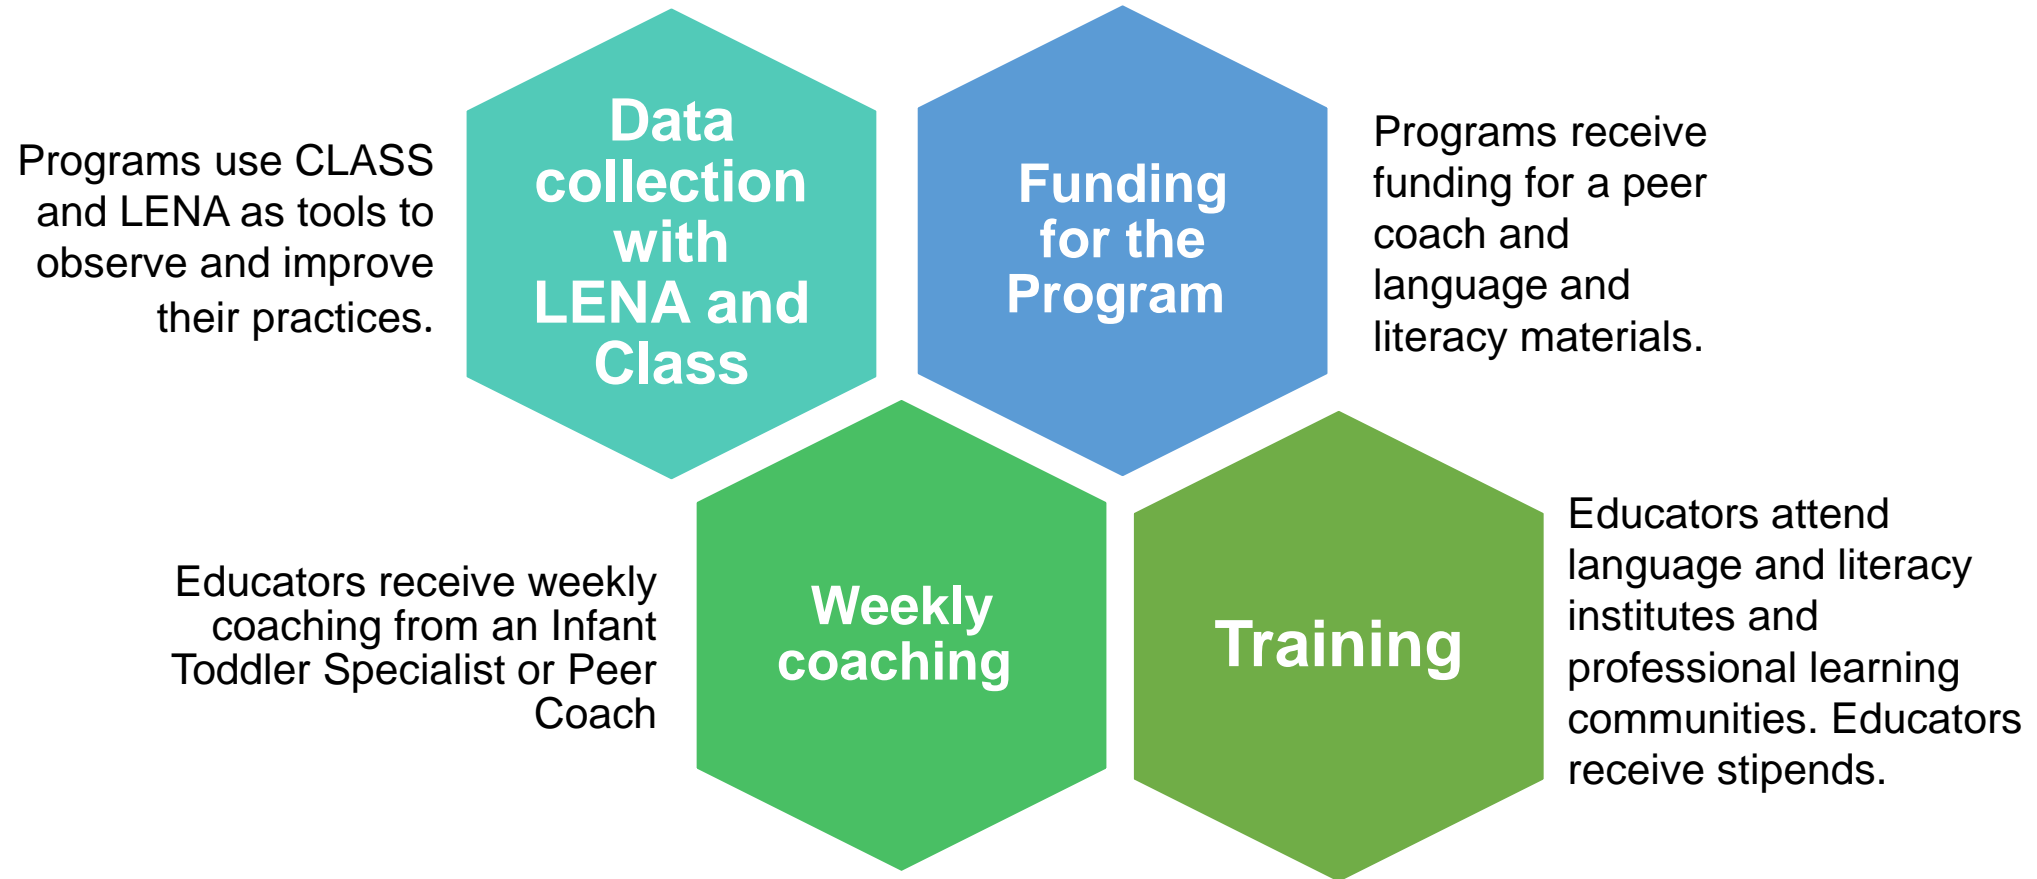 Programs use CLASS
and LENA as tools to
observe and improve
their practices.
Data
collection
with
LENA and
Class
Funding
for the
Program
Programs receive
funding for a peer
coach and
language and
literacy materials.
Educators receive weekly
coaching from an Infant
Toddler Specialist or Peer
Coach
Weekly
coaching
Training
Educators attend
language and literacy
institutes and
professional learning
communities. Educators
receive stipends.